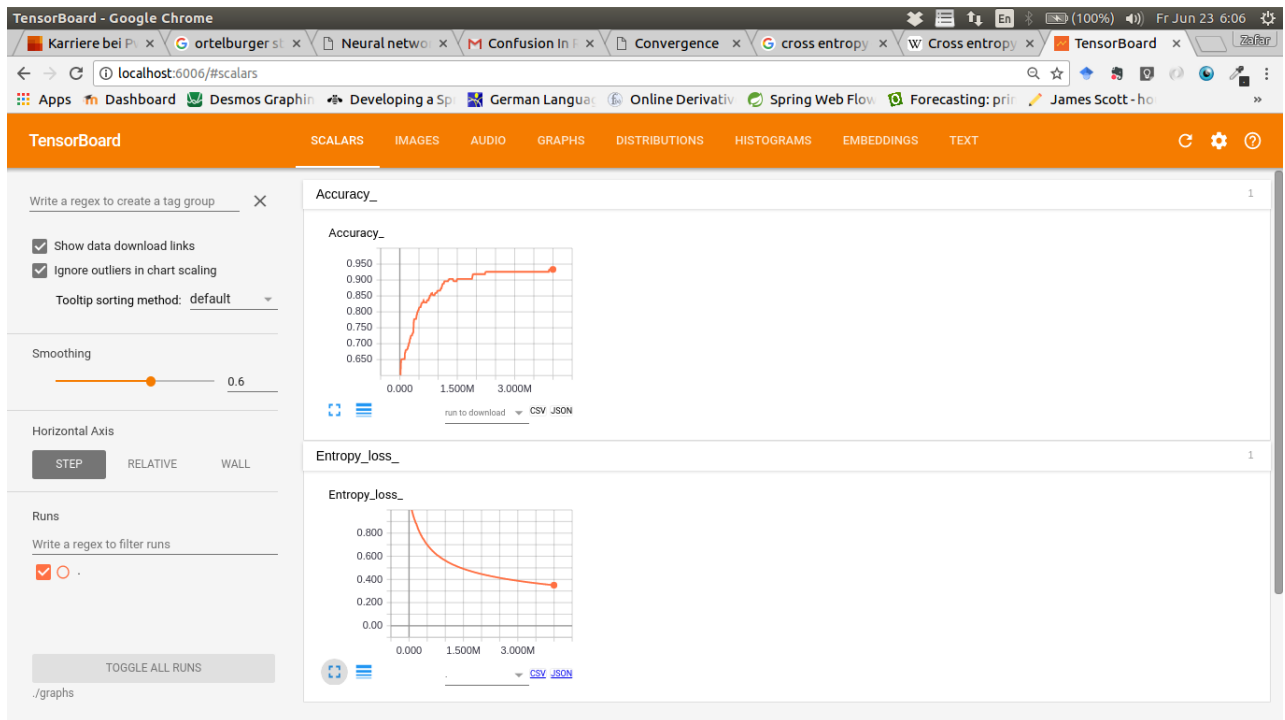 TensorBoard - Google Chrome
En (100%) Fr Jun 23 6:06
Karriere bei P ortelburger st Neural networ Confusion In F Convergence cross entropy Cross entropy TensorBoard Zafar
localhost:6006/#scalars
Apps Dashboard Desmos Graphin Developing a Sp German Languag Online Derivativ Spring Web Flow Forecasting: prin James Scott - ho »
TensorBoard SCALARS IMAGES AUDIO GRAPHS DISTRIBUTIONS HISTOGRAMS EMBEDDINGS TEXT
Write a regex to create a tag group
Show data download links
Ignore outliers in chart scaling
Tooltip sorting method: default
Smoothing
0.6
Horizontal Axis
STEP RELATIVE WALL
Runs
Write a regex to filter runs
.
TOGGLE ALL RUNS
./graphs
Accuracy_ 1
Accuracy_
0.950
0.900
0.850
0.800
0.750
0.700
0.650
0.000 1.500M 3.000M
run to download CSV JSON
Entropy_loss_ 1
Entropy_loss_
0.800
0.600
0.400
0.200
0.00
0.000 1.500M 3.000M
. CSV JSON